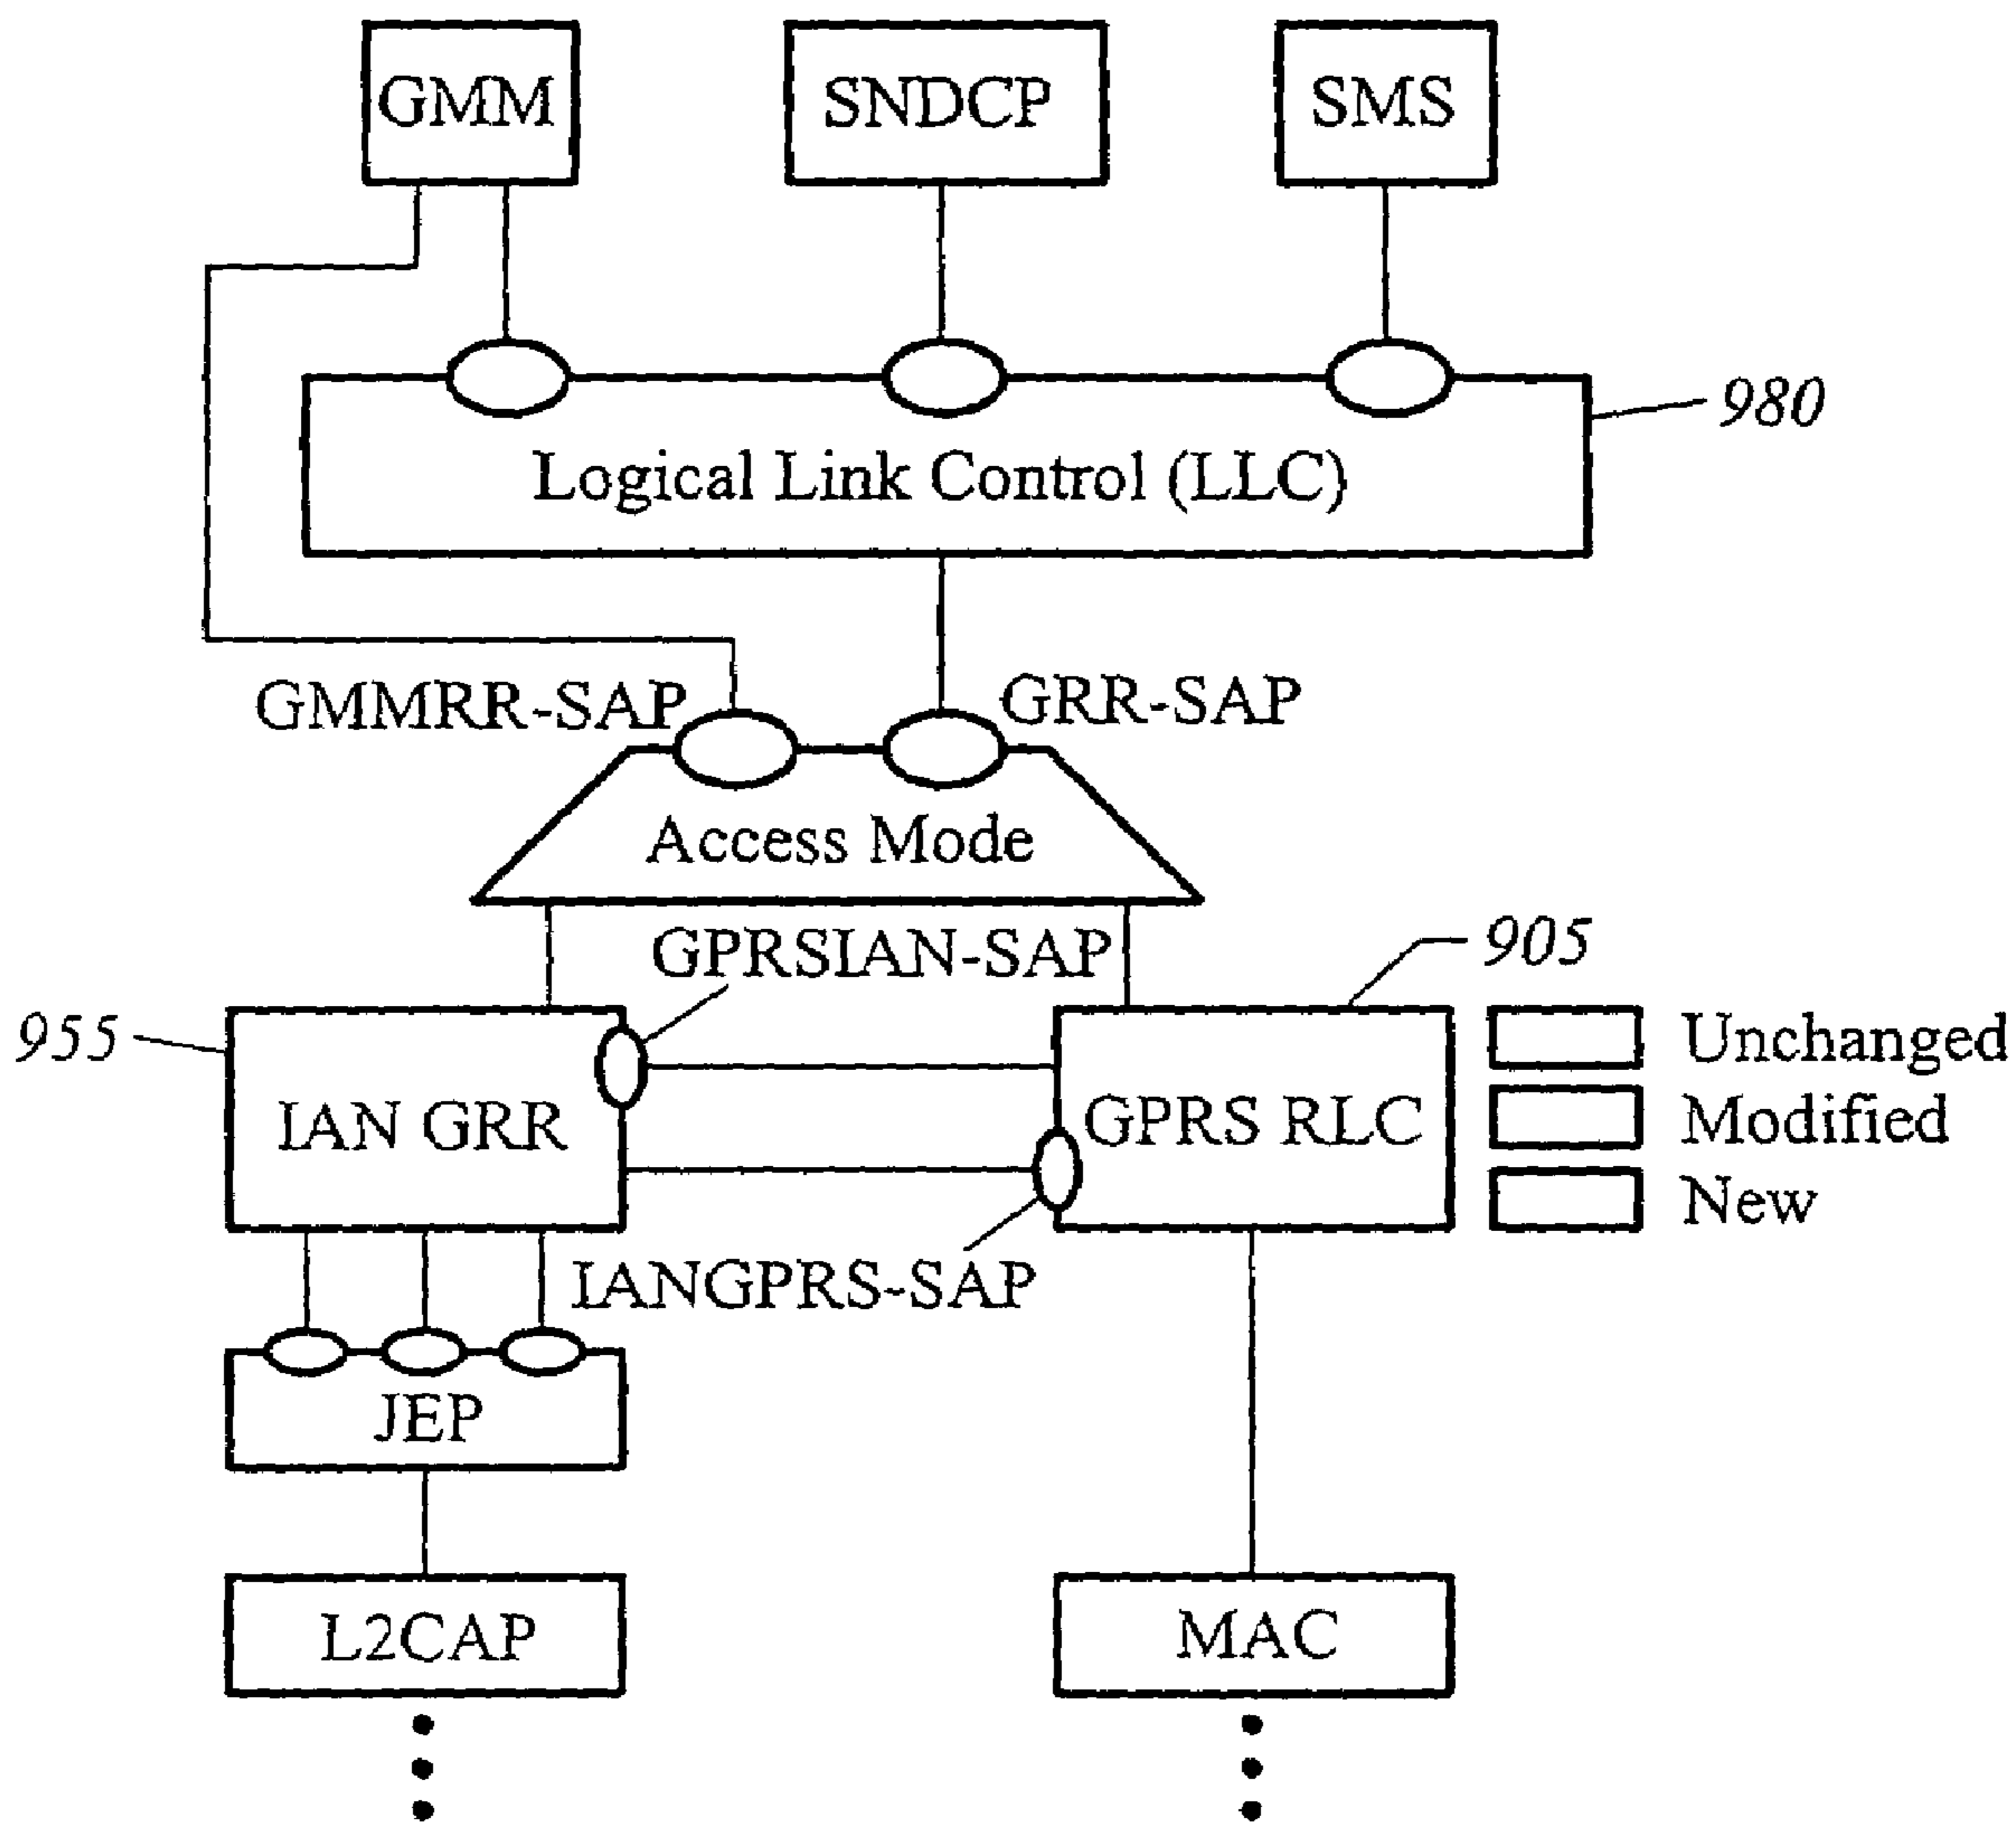 GMM
SNDCP
SMS
980
Logical Link Control (LLC)
GMMRR-SAP
GRR-SAP
Access Mode
GPRSIAN-SAP
905
955
Unchanged
IAN GRR
GPRS RLC
Modified
New
IANGPRS-SAP
JEP
L2CAP
MAC